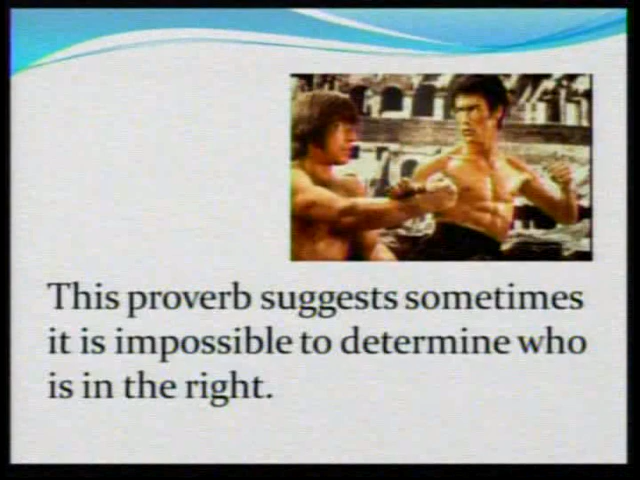 This proverb suggests sometimes
it is impossible to determine who
is in the right.